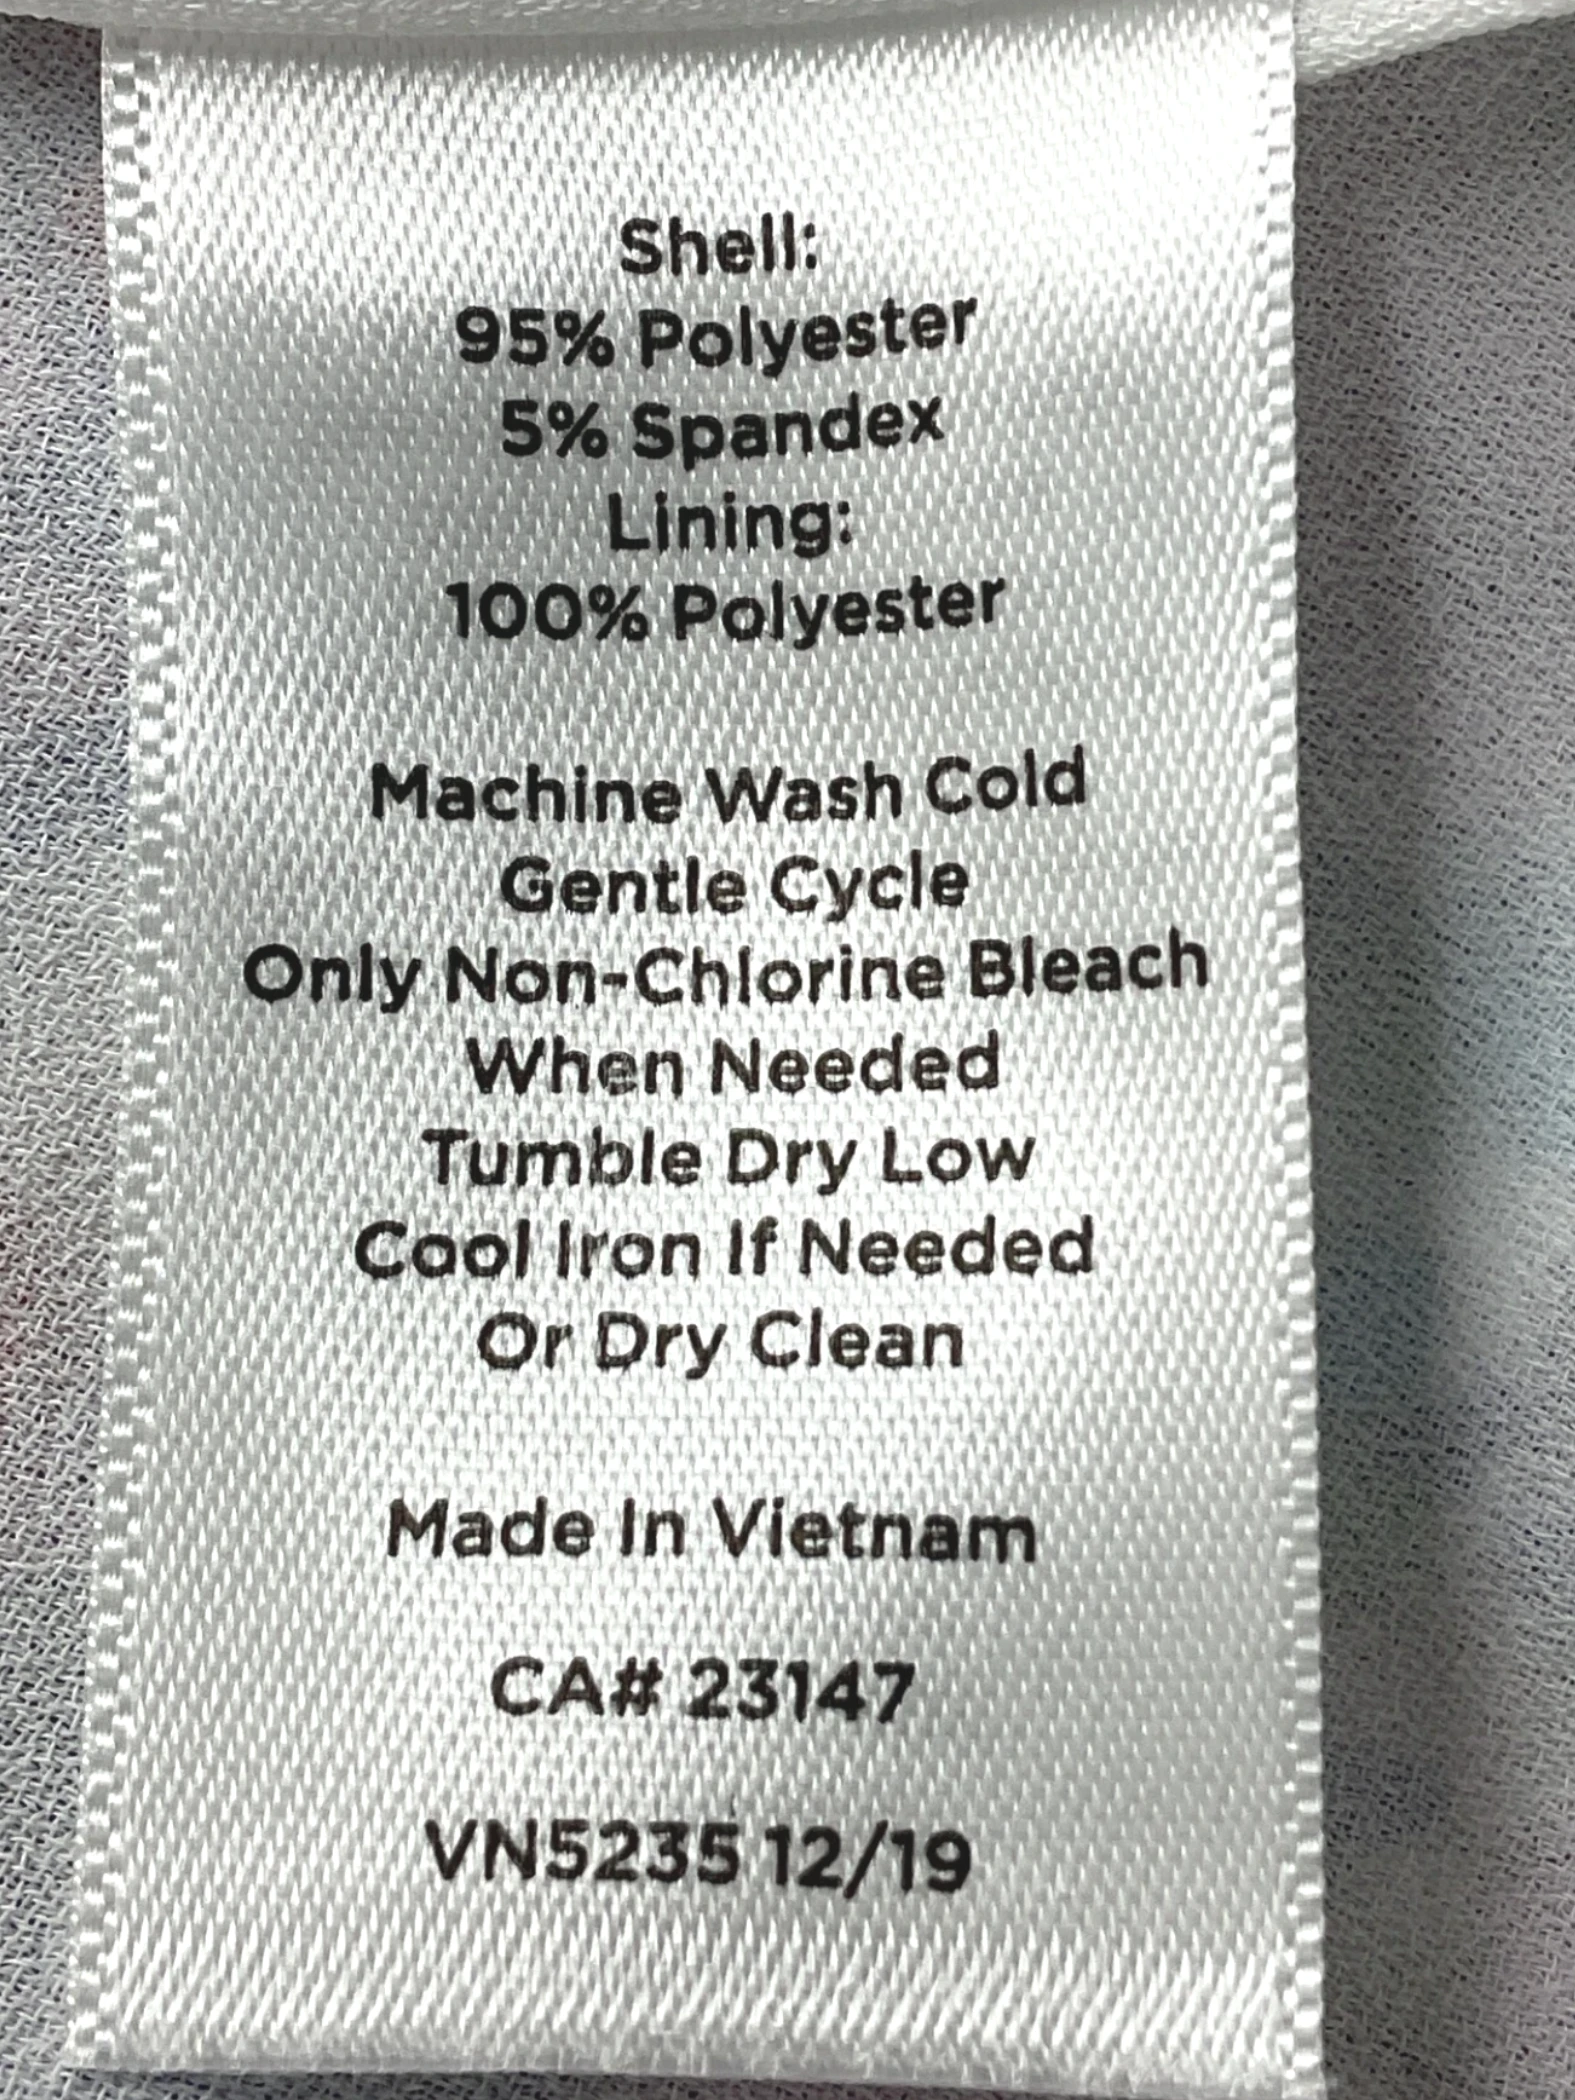 Shell:
95% Polyester
5% Spandex
Lining:
100% Polyester
Machine Wash Cold
Gentle Cycle
Only Non-Chlorine Bleach
When Needed
Tumble Dry Low
Cool Iron If Needed
Or Dry Clean
Made In Vietnam
CA# 23147
VN5235 12/19